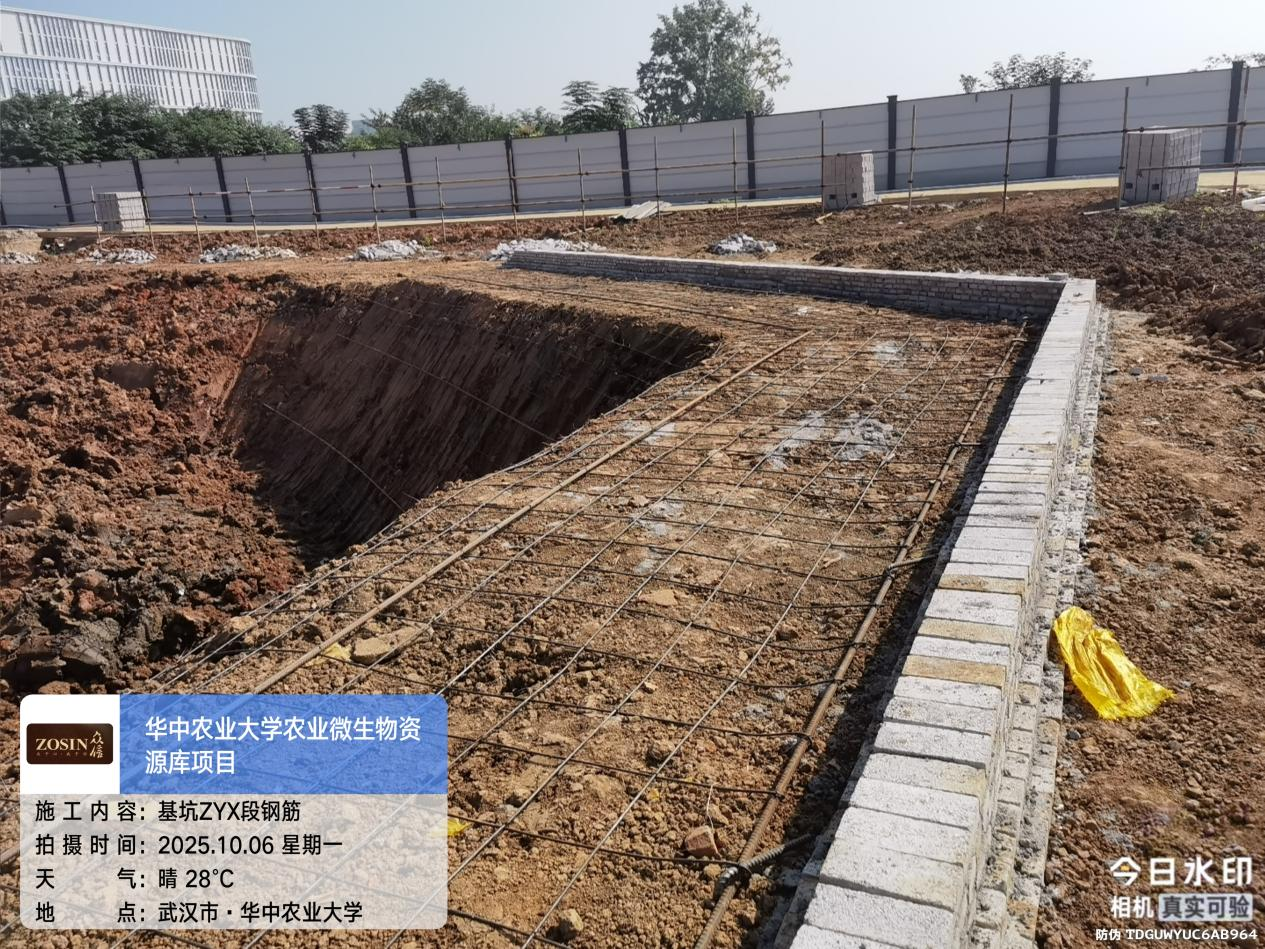 ZOSIN 众信
华中农业大学农业微生物资
源库项目
施工内容：基坑ZYX段钢筋
拍摄时间：2025.10.06 星期一
天气：晴 28℃
地点：武汉市·华中农业大学
今日水印
相机 真实可验
防伪 TDGUWYUC6AB964